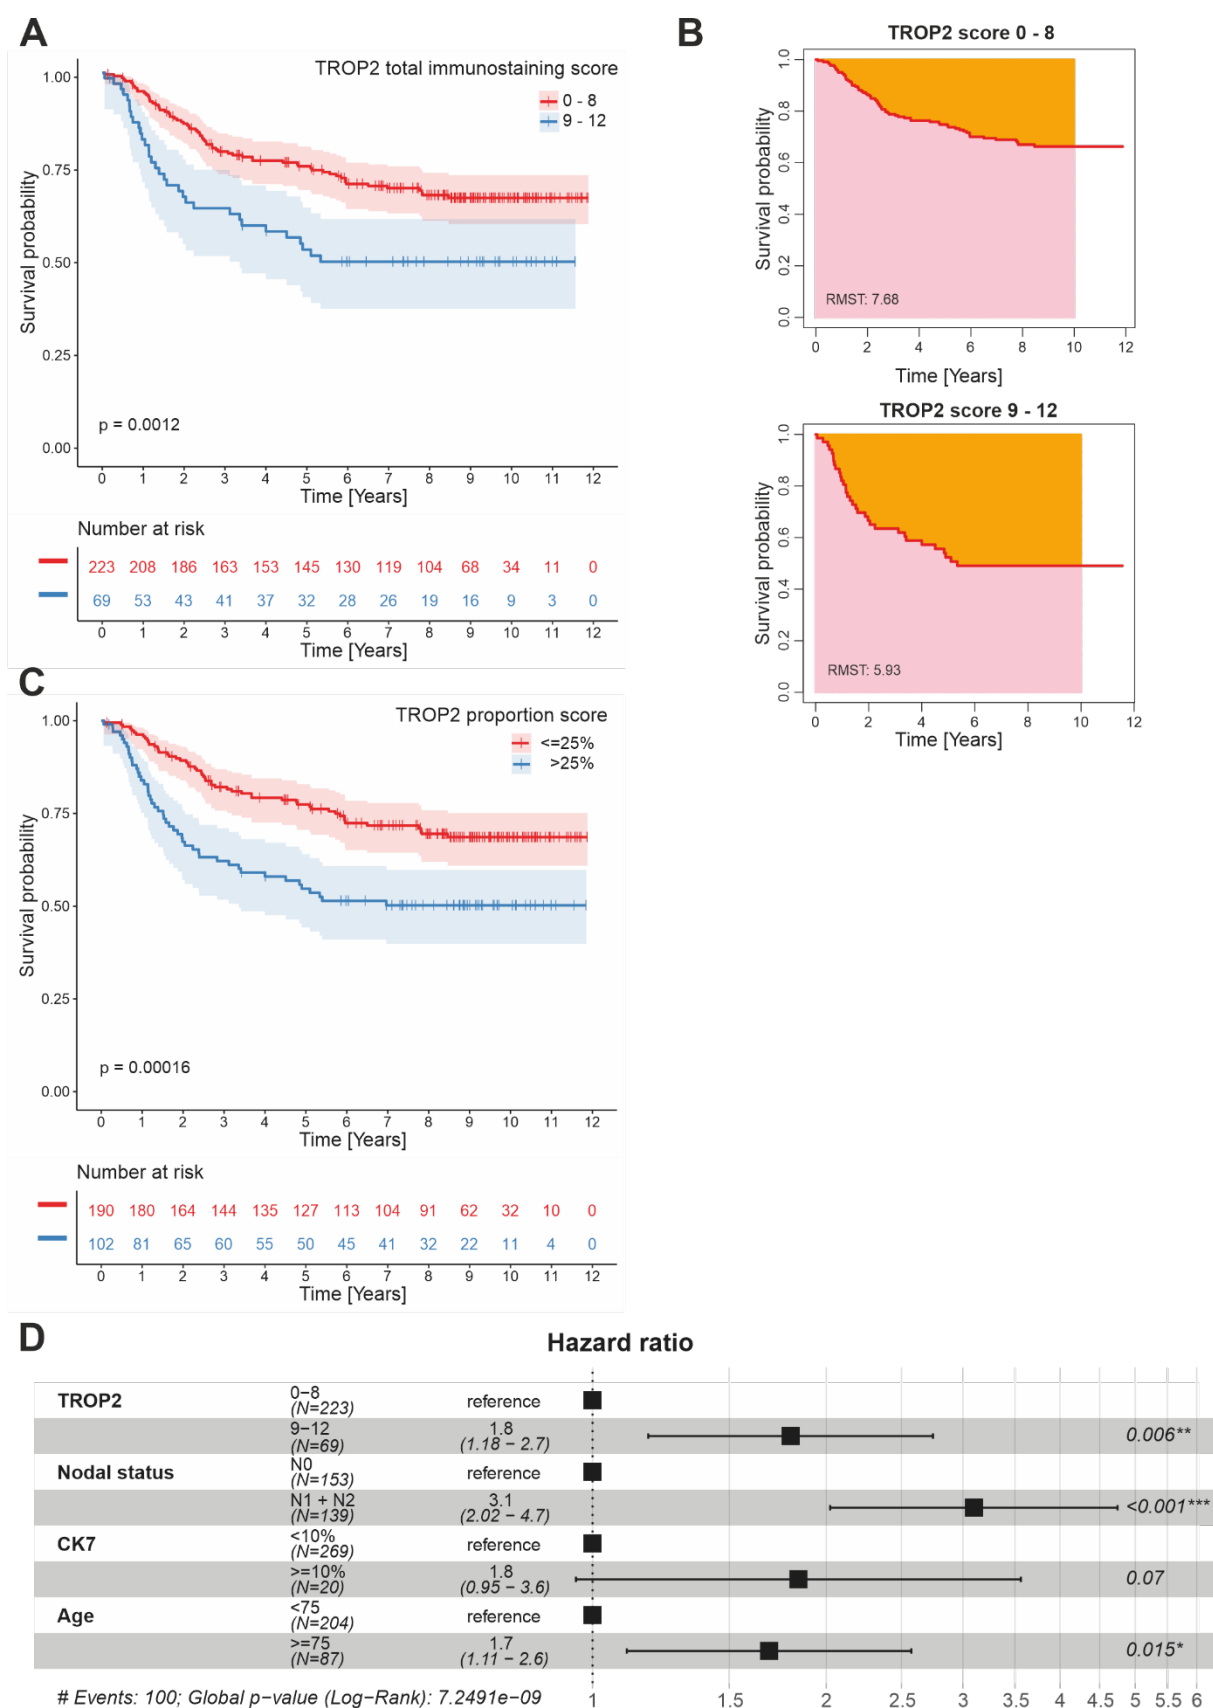 A
TROP2 total immunostaining score
0 - 8
9 - 12
1.00
0.75
0.50
0.25
0.00
Survival probability
p = 0.0012
0 1 2 3 4 5 6 7 8 9 10 11 12
Time [Years]
Number at risk
223 208 186 163 153 145 130 119 104 68 34 11 0
69 53 43 41 37 32 28 26 19 16 9 3 0
0 1 2 3 4 5 6 7 8 9 10 11 12
Time [Years]
B
TROP2 score 0 - 8
1.0
0.8
0.6
0.4
0.2
0.0
Survival probability
RMST: 7.68
0 2 4 6 8 10 12
Time [Years]
TROP2 score 9 - 12
1.0
0.8
0.6
0.4
0.2
0.0
Survival probability
RMST: 5.93
0 2 4 6 8 10 12
Time [Years]
C
TROP2 proportion score
<=25%
>25%
1.00
0.75
0.50
0.25
0.00
Survival probability
p = 0.00016
0 1 2 3 4 5 6 7 8 9 10 11 12
Time [Years]
Number at risk
190 180 164 144 135 127 113 104 91 62 32 10 0
102 81 65 60 55 50 45 41 32 22 11 4 0
0 1 2 3 4 5 6 7 8 9 10 11 12
Time [Years]
D
Hazard ratio
TROP2 0−8 reference
(N=223)
9−12 1.8 0.006**
(N=69) (1.18 − 2.7)
Nodal status N0 reference
(N=153)
N1 + N2 3.1 <0.001***
(N=139) (2.02 − 4.7)
CK7 <10% reference
(N=269)
>=10% 1.8 0.07
(N=20) (0.95 − 3.6)
Age <75 reference
(N=204)
>=75 1.7 0.015*
(N=87) (1.11 − 2.6)
# Events: 100; Global p−value (Log−Rank): 7.2491e−09
1 1.5 2 2.5 3 3.5 4 4.5 5 5.5 6